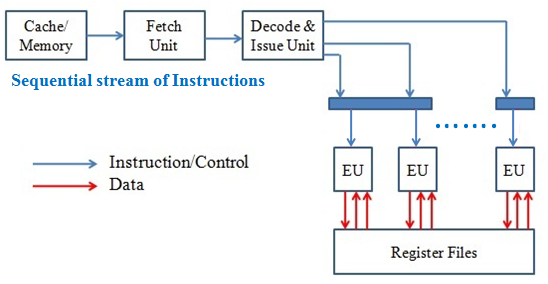 Cache/
Memory
Fetch
Unit
Decode &
Issue Unit
Sequential stream of Instructions
Instruction/Control
Data
EU
EU
EU
Register Files